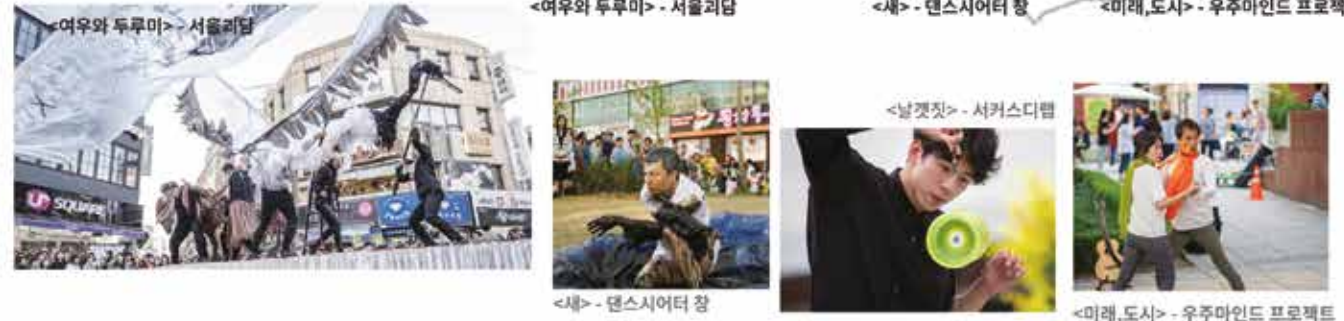 <여우와 두루미> - 서울괴담
<여우와 두루미> - 서울괴담
<새> - 댄스시어터 창
<미래,도시> - 우주마인드 프로젝
UP SQUARE
<날갯짓> - 서커스디랩
<새> - 댄스시어터 창
<미래,도시> - 우주마인드 프로젝트